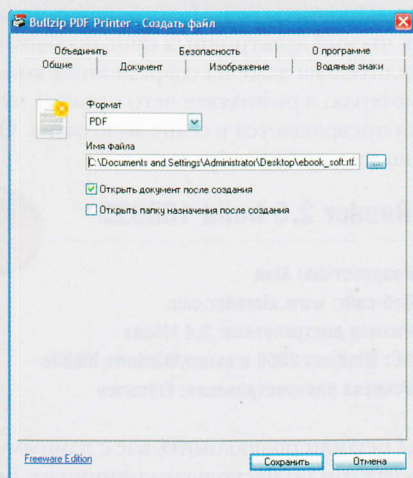 Bullzip PDF Printer - Создать файл
Объединить Безопасность О программе
Общие Документ Изображение Водяные знаки
Формат
PDF
Имя файла
C:\Documents and Settings\Administrator\Desktop\ebook_soft.rtf.
...
Открыть документ после создания
Открыть папку назначения после создания
Freeware Edition
Сохранить Отмена